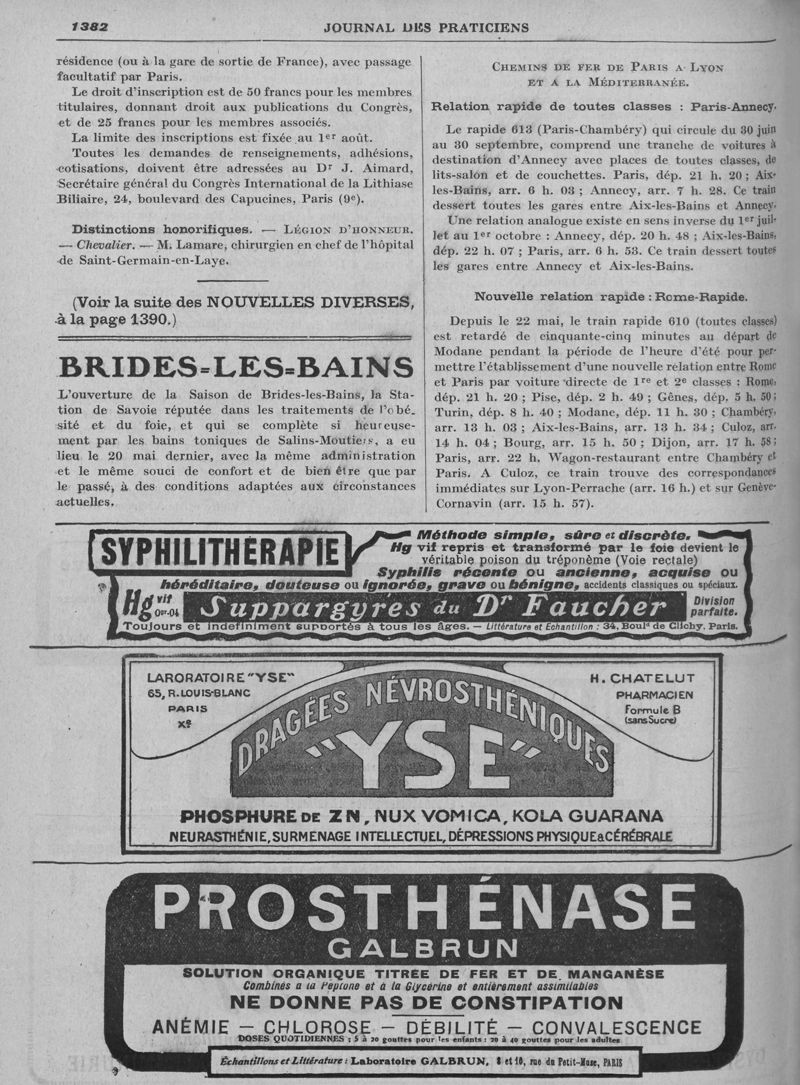 1382
JOURNAL DES PRATICIENS
résidence (ou à la gare de sortie de France), avec passage
facultatif par Paris.
Le droit d'inscription est de 50 francs pour les membres
titulaires, donnant droit aux publications du Congrès,
et de 25 francs pour les membres associés.
La limite des inscriptions est fixée au 1er août.
Toutes les demandes de renseignements, adhésions,
cotisations, doivent être adressées au Dr J. Aimard,
Secrétaire général du Congrès International de la Lithiase
Biliaire, 24, boulevard des Capucines, Paris (9e).
Distinctions honorifiques. — LÉGION D'HONNEUR.
— Chevalier. — M. Lamare, chirurgien en chef de l'hôpital
de Saint-Germain-en-Laye.
(Voir la suite des NOUVELLES DIVERSES,
à la page 1390.)
BRIDES=LES=BAINS
L'ouverture de la Saison de Brides-les-Bains, la Sta-
tion de Savoie réputée dans les traitements de l'obé-
sité et du foie, et qui se complète si heureuse-
ment par les bains toniques de Salins-Moutiers, a eu
lieu le 20 mai dernier, avec la même administration
et le même souci de confort et de bien être que par
le passé, à des conditions adaptées aux circonstances
actuelles.
CHEMINS DE FER DE PARIS A LYON
ET A LA MÉDITERRANÉE.
Relation rapide de toutes classes : Paris-Annecy.
Le rapide 613 (Paris-Chambéry) qui circule du 30 juin
au 30 septembre, comprend une tranche de voitures à
destination d'Annecy avec places de toutes classes, de
lits-salon et de couchettes. Paris, dép. 21 h. 20 ; Aix-
les-Bains, arr. 6 h. 03 ; Annecy, arr. 7 h. 28. Ce train
dessert toutes les gares entre Aix-les-Bains et Annecy.
Une relation analogue existe en sens inverse du 1er juil-
let au 1er octobre : Annecy, dép. 20 h. 48 ; Aix-les-Bains,
dép. 22 h. 07 ; Paris, arr. 6 h. 53. Ce train dessert toutes
les gares entre Annecy et Aix-les-Bains.
Nouvelle relation rapide : Rome-Rapide.
Depuis le 22 mai, le train rapide 610 (toutes classes)
est retardé de cinquante-cinq minutes au départ de
Modane pendant la période de l'heure d'été pour per-
mettre l'établissement d'une nouvelle relation entre Rome
et Paris par voiture directe de 1re et 2e classes : Rome,
dép. 21 h. 20 ; Pise, dép. 2 h. 49 ; Gênes, dép. 5 h. 50 ;
Turin, dép. 8 h. 40 ; Modane, dép. 11 h. 30 ; Chambéry,
arr. 13 h. 03 ; Aix-les-Bains, arr. 13 h. 34 ; Culoz, arr.
14 h. 04 ; Bourg, arr. 15 h. 50 ; Dijon, arr. 17 h. 58 ;
Paris, arr. 22 h. Wagon-restaurant entre Chambéry et
Paris. A Culoz, ce train trouve des correspondances
immédiates sur Lyon-Perrache (arr. 16 h.) et sur Genève-
Cornavin (arr. 15 h. 57).
SYPHILITHÉRAPIE
Méthode simple, sûre et discrète.
Hg vif repris et transformé par le foie devient le
véritable poison du tréponème (Voie rectale)
Syphilis récente ou ancienne, acquise ou
héréditaire, douteuse ou ignorée, grave ou bénigne, accidents classiques ou spéciaux.
Hg vif 0gr.04 Suppargyres du Dr Faucher Division parfaite.
Toujours et indéfiniment supportés à tous les âges. — Littérature et Echantillon : 34, Bould de Clichy, Paris.
LABORATOIRE "YSE"
65, R. LOUIS-BLANC
PARIS
Xe
H. CHATELUT
PHARMACIEN
Formule B
(sans Sucre)
DRAGÉES NÉVROSTHÉNIQUES
"YSE"
PHOSPHURE DE ZN, NUX VOMICA, KOLA GUARANA
NEURASTHÉNIE, SURMENAGE INTELLECTUEL, DÉPRESSIONS PHYSIQUE & CÉRÉBRALE
PROSTHÉNASE
GALBRUN
SOLUTION ORGANIQUE TITRÉE DE FER ET DE MANGANÈSE
Combinés à la Peptone et à la Glycérine et entièrement assimilables
NE DONNE PAS DE CONSTIPATION
ANÉMIE — CHLOROSE — DÉBILITÉ — CONVALESCENCE
DOSES QUOTIDIENNES : 5 à 20 gouttes pour les enfants : 20 à 40 gouttes pour les adultes
Échantillons et Littérature : Laboratoire GALBRUN, 8 et 10, rue du Petit-Musc, PARIS